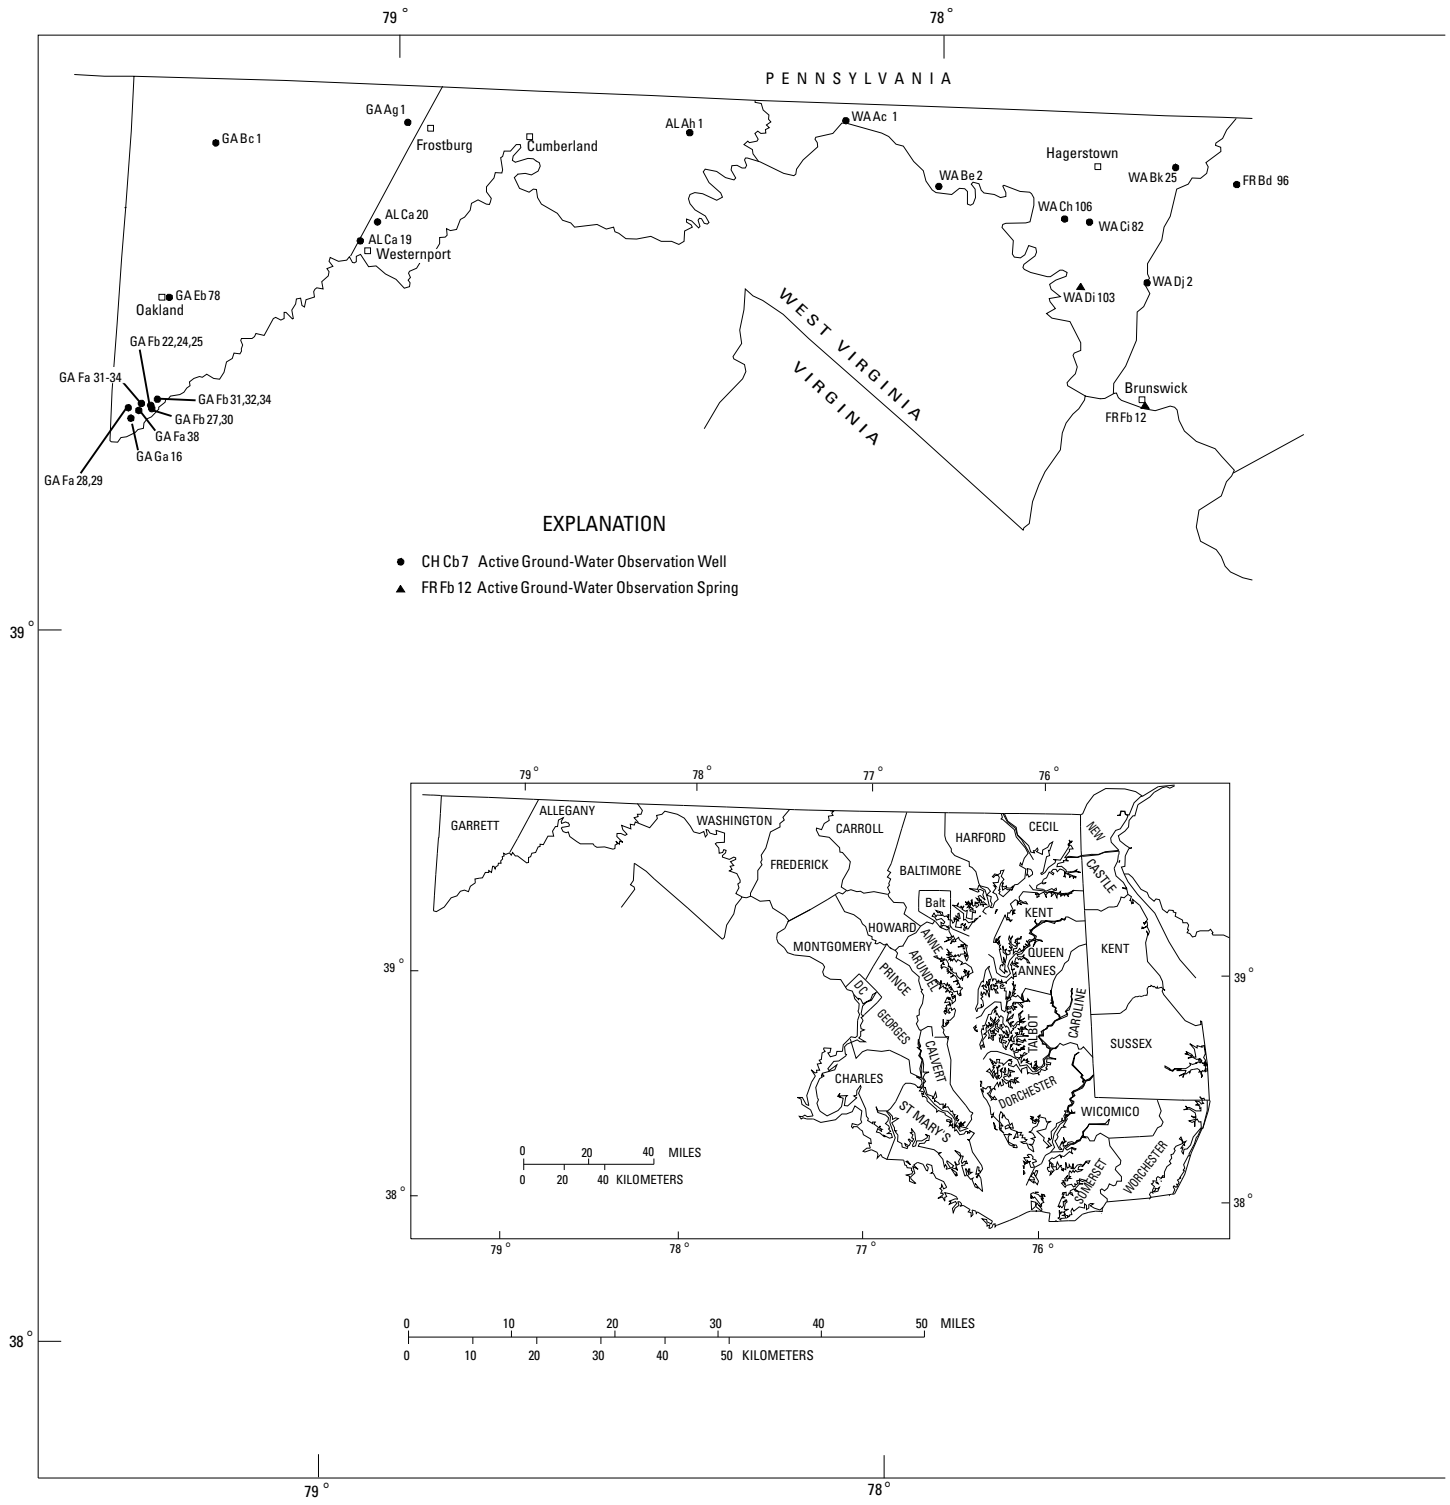 79°
78°
PENNSYLVANIA
GA Ag 1
GA Bc 1
Frostburg
Cumberland
AL Ah 1
WA Ac 1
Hagerstown
WA Be 2
WA Bk 25
FR Bd 96
AL Ca 20
WA Ch 106
WA Ci 82
AL Ca 19
Westernport
WA Dj 2
GA Eb 78
Oakland
WA Di 103
WEST VIRGINIA
VIRGINIA
GA Fb 22,24,25
GA Fa 31-34
GA Fb 31,32,34
GA Fb 27,30
GA Fa 38
GA Ga 16
GA Fa 28,29
Brunswick
FR Fb 12
EXPLANATION
CH Cb 7 Active Ground-Water Observation Well
FR Fb 12 Active Ground-Water Observation Spring
39°
79°
78°
77°
76°
GARRETT
ALLEGANY
WASHINGTON
FREDERICK
CARROLL
BALTIMORE
HARFORD
CECIL
NEW
CASTLE
Balt
KENT
HOWARD
MONTGOMERY
ANNE
ARUNDEL
QUEEN
ANNES
KENT
39°
39°
PRINCE
GEORGES
DC
TALBOT
CAROLINE
SUSSEX
CALVERT
CHARLES
DORCHESTER
ST MARY'S
WICOMICO
SOMERSET
WORCHESTER
0 20 40 MILES
0 20 40 KILOMETERS
38°
38°
79°
78°
77°
76°
0 10 20 30 40 50 MILES
0 10 20 30 40 50 KILOMETERS
38°
79°
78°